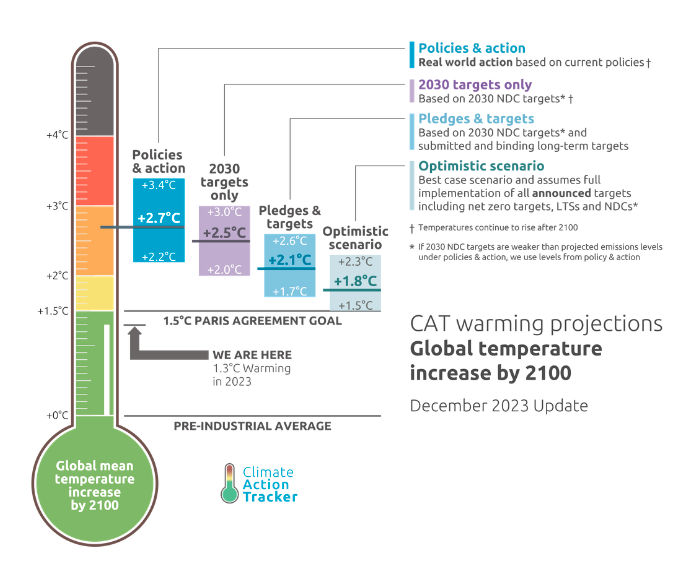 Policies & action
Real world action based on current policies †
2030 targets only
Based on 2030 NDC targets* †
Pledges & targets
Based on 2030 NDC targets* and
submitted and binding long-term targets
Optimistic scenario
Best case scenario and assumes full
implementation of all announced targets
including net zero targets, LTSs and NDCs*
† Temperatures continue to rise after 2100
* If 2030 NDC targets are weaker than projected emissions levels
under policies & action, we use levels from policy & action
+4°C
+3°C
+2°C
+1.5°C
+0°C
Policies
& action
+3.4°C
+2.7°C
+2.2°C
2030
targets
only
+3.0°C
+2.5°C
+2.0°C
Pledges &
targets
+2.6°C
+2.1°C
+1.7°C
Optimistic
scenario
+2.3°C
+1.8°C
+1.5°C
1.5°C PARIS AGREEMENT GOAL
WE ARE HERE
1.3°C Warming
in 2023
PRE-INDUSTRIAL AVERAGE
CAT warming projections
Global temperature
increase by 2100
December 2023 Update
Global mean
temperature
increase
by 2100
Climate
Action
Tracker